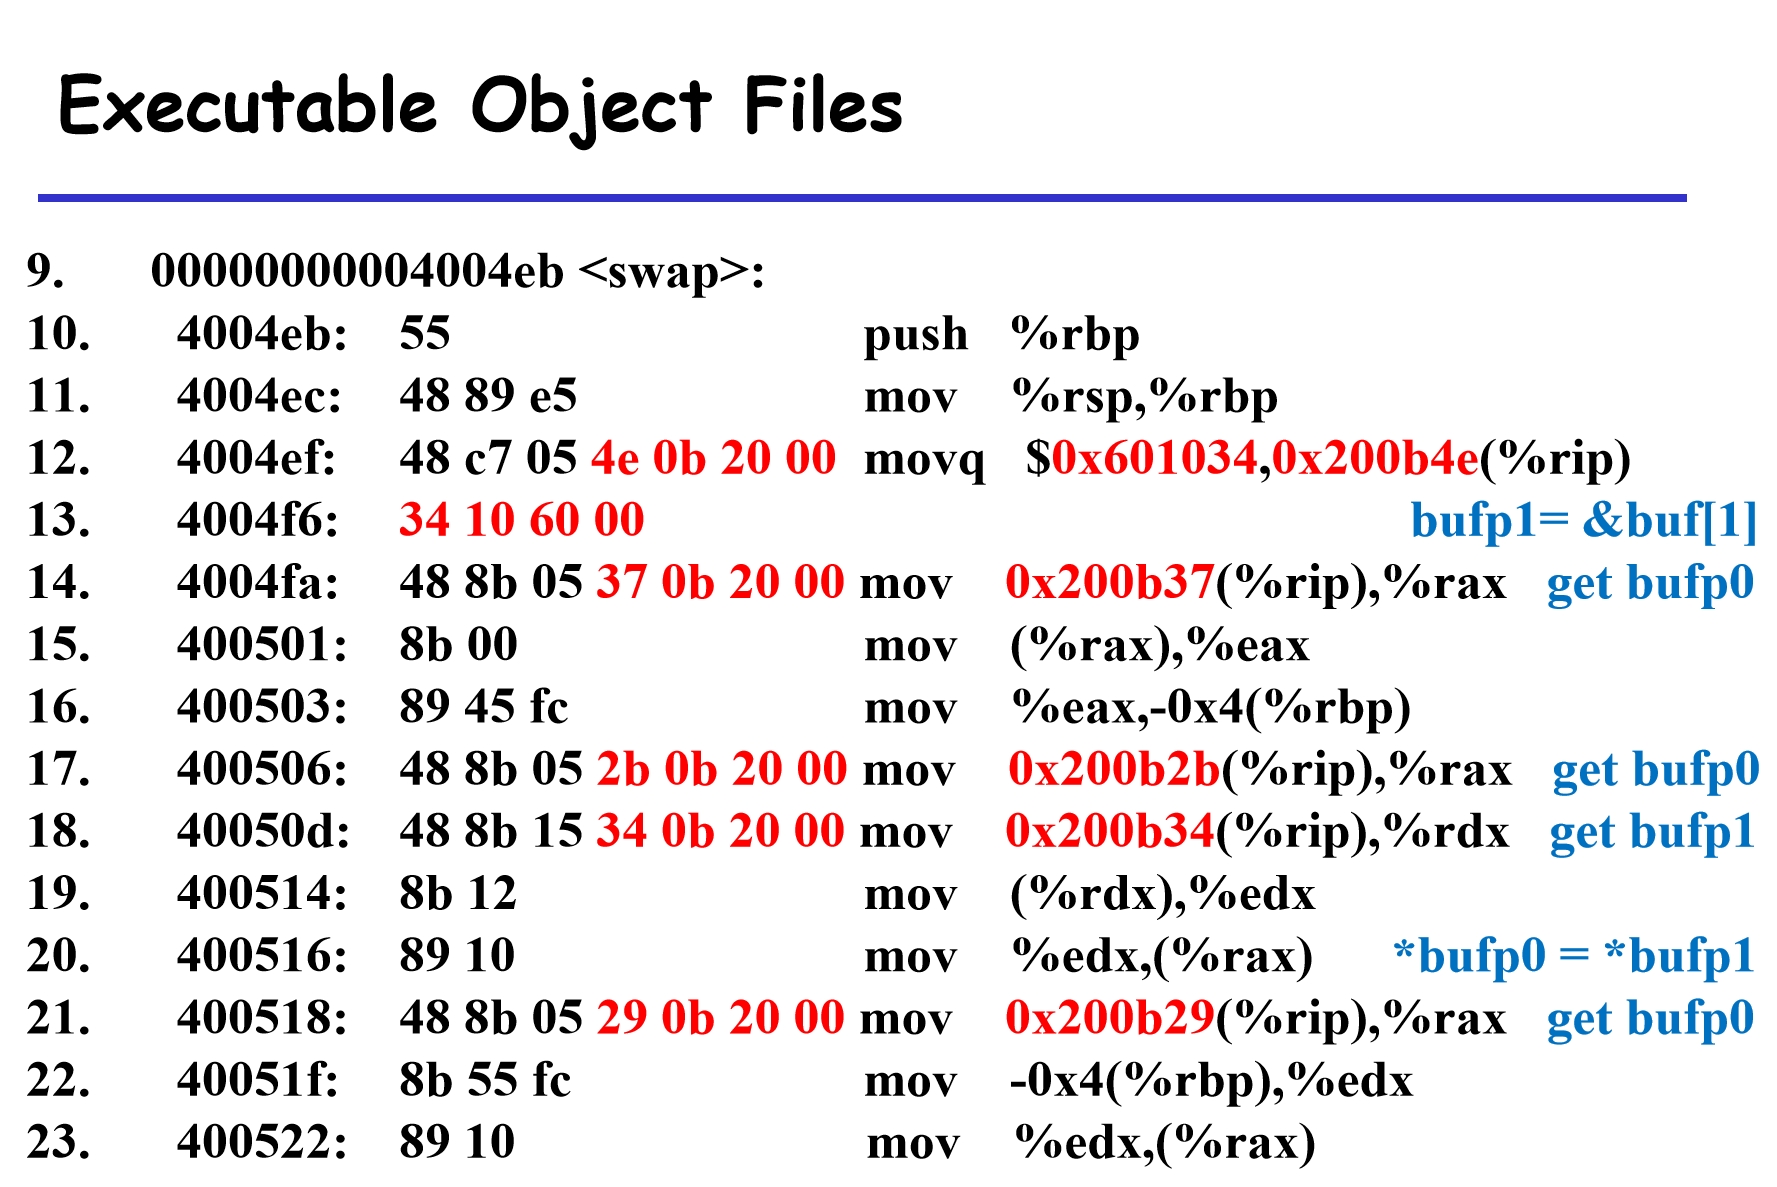 Executable Object Files
9. 00000000004004eb <swap>:
10. 4004eb: 55 push %rbp
11. 4004ec: 48 89 e5 mov %rsp,%rbp
12. 4004ef: 48 c7 05 4e 0b 20 00 movq $0x601034,0x200b4e(%rip)
13. 4004f6: 34 10 60 00 bufp1= &buf[1]
14. 4004fa: 48 8b 05 37 0b 20 00 mov 0x200b37(%rip),%rax get bufp0
15. 400501: 8b 00 mov (%rax),%eax
16. 400503: 89 45 fc mov %eax,-0x4(%rbp)
17. 400506: 48 8b 05 2b 0b 20 00 mov 0x200b2b(%rip),%rax get bufp0
18. 40050d: 48 8b 15 34 0b 20 00 mov 0x200b34(%rip),%rdx get bufp1
19. 400514: 8b 12 mov (%rdx),%edx
20. 400516: 89 10 mov %edx,(%rax) *bufp0 = *bufp1
21. 400518: 48 8b 05 29 0b 20 00 mov 0x200b29(%rip),%rax get bufp0
22. 40051f: 8b 55 fc mov -0x4(%rbp),%edx
23. 400522: 89 10 mov %edx,(%rax)